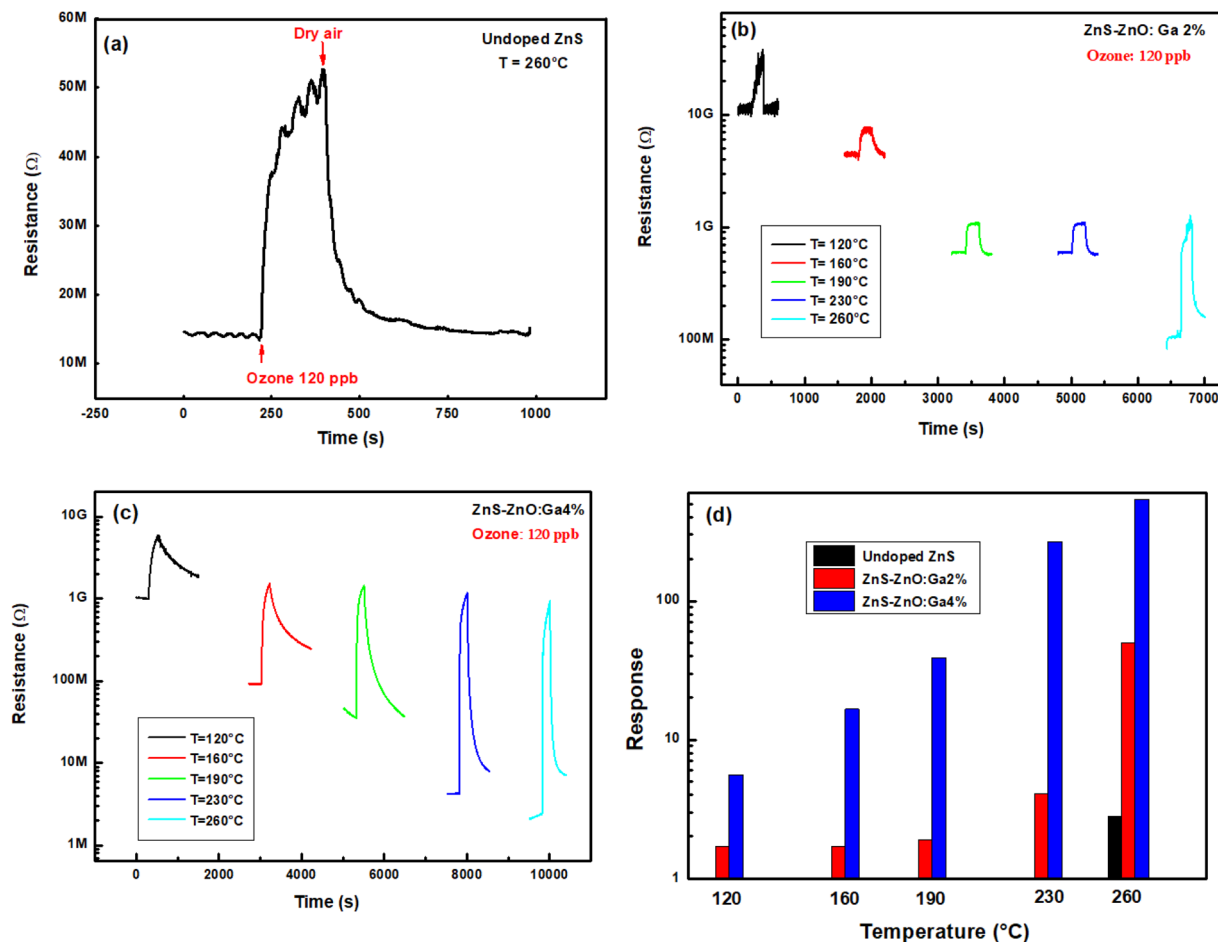 (a)
Undoped ZnS
T = 260°C
Dry air
Ozone 120 ppb
60M
50M
40M
30M
20M
10M
Resistance (Ω)
-250 0 250 500 750 1000
Time (s)
(b)
ZnS-ZnO: Ga 2%
Ozone: 120 ppb
10G
1G
100M
Resistance (Ω)
T= 120°C
T= 160°C
T= 190°C
T= 230°C
T= 260°C
0 1000 2000 3000 4000 5000 6000 7000
Time (s)
(c)
ZnS-ZnO:Ga4%
Ozone: 120 ppb
10G
1G
100M
10M
1M
Resistance (Ω)
T=120°C
T=160°C
T=190°C
T=230°C
T=260°C
0 2000 4000 6000 8000 10000
Time (s)
(d)
Undoped ZnS
ZnS-ZnO:Ga2%
ZnS-ZnO:Ga4%
100
10
1
Response
120 160 190 230 260
Temperature (°C)